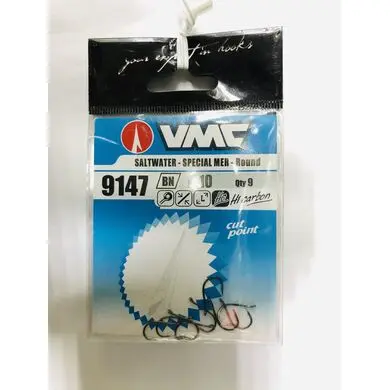 your expert in hooks
VMC
SALTWATER - SPECIAL MER - Round
9147 BN 10 Qty 9
Hi carbon
cut
point